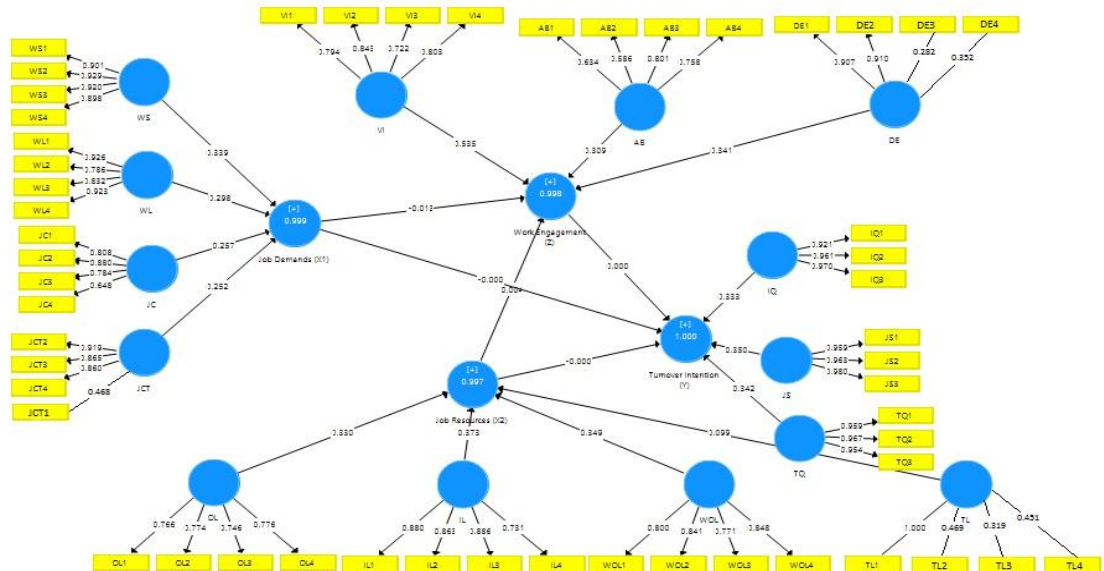 VI1
VI2
VI3
VI4
0.794
0.843
0.722
0.803
VI
AB1
AB2
AB3
AB4
0.634
0.586
0.801
0.758
AB
DE1
DE2
DE3
DE4
0.907
0.910
0.282
0.352
DE
WS1
WS2
WS3
WS4
0.901
0.929
0.920
0.898
WS
WL1
WL2
WL3
WL4
0.926
0.786
0.832
0.923
WL
JC1
JC2
JC3
JC4
0.808
0.880
0.784
0.648
JC
JCT2
JCT3
JCT4
JCT1
0.919
0.865
0.860
0.468
JCT
0.339
0.298
0.257
0.252
[+]
0.999
Job Demands (X1)
0.535
0.309
0.341
-0.013
[+]
0.998
Work Engagement
(Z)
0.000
-0.000
0.004
[+]
1.000
Turnover Intention
(Y)
-0.000
[+]
0.997
Job Resources (X2)
IQ1
IQ2
IQ3
0.921
0.961
0.970
IQ
0.333
JS1
JS2
JS3
0.959
0.963
0.980
JS
0.350
TQ1
TQ2
TQ3
0.959
0.967
0.954
TQ
0.342
0.330
0.373
0.349
0.099
OL
0.766
0.774
0.746
0.776
OL1
OL2
OL3
OL4
IL
0.880
0.863
0.886
0.731
IL1
IL2
IL3
IL4
WOL
0.800
0.841
0.771
0.848
WOL1
WOL2
WOL3
WOL4
TL
1.000
0.469
0.319
0.451
TL1
TL2
TL3
TL4